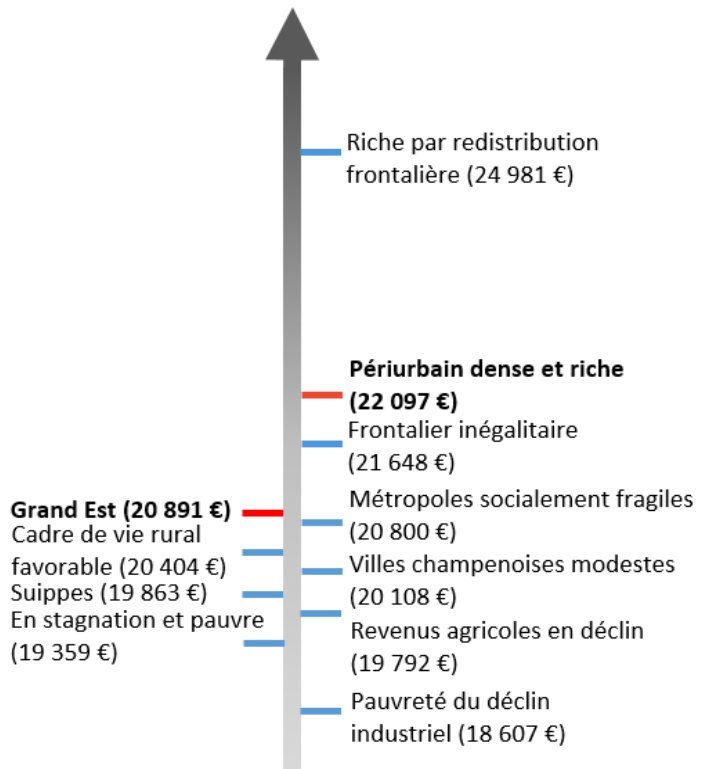 Riche par redistribution
frontalière (24 981 €)
Périurbain dense et riche
(22 097 €)
Frontalier inégalitaire
(21 648 €)
Grand Est (20 891 €)
Métropoles socialement fragiles
(20 800 €)
Cadre de vie rural
favorable (20 404 €)
Villes champenoises modestes
(20 108 €)
Suippes (19 863 €)
Revenus agricoles en déclin
(19 792 €)
En stagnation et pauvre
(19 359 €)
Pauvreté du déclin
industriel (18 607 €)